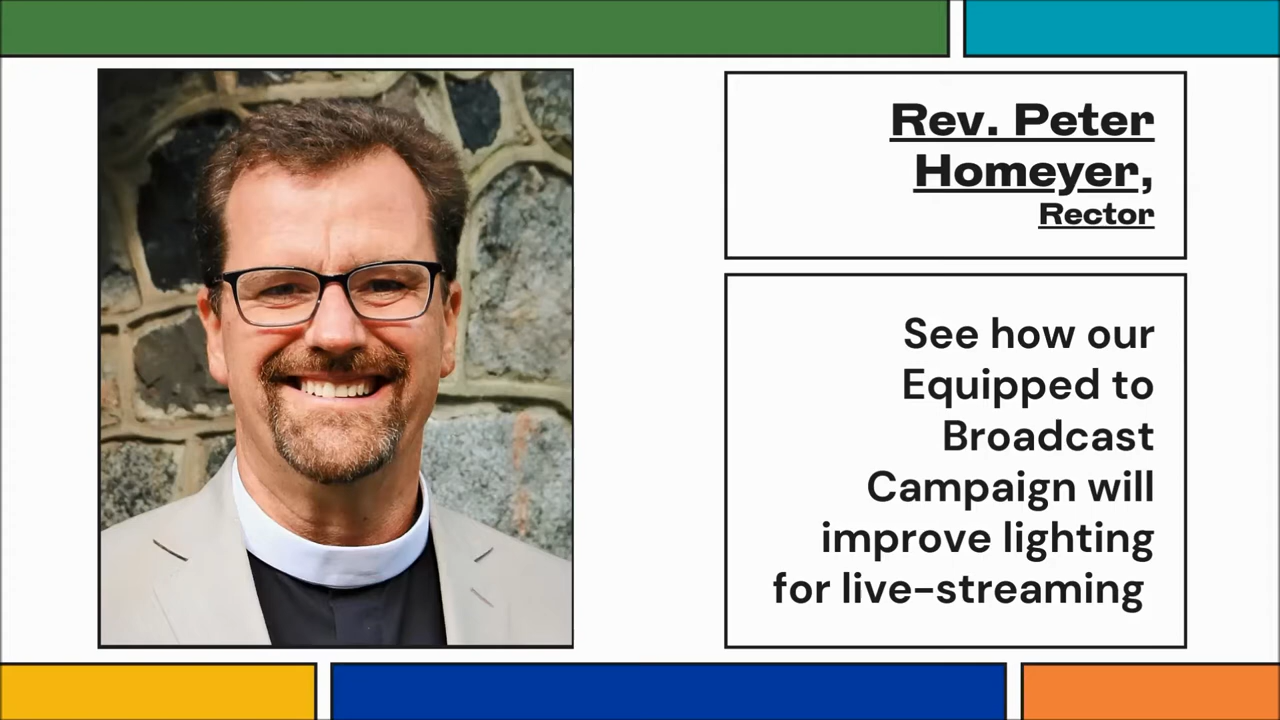 Rev. Peter
Homeyer,
Rector
See how our
Equipped to
Broadcast
Campaign will
improve lighting
for live-streaming